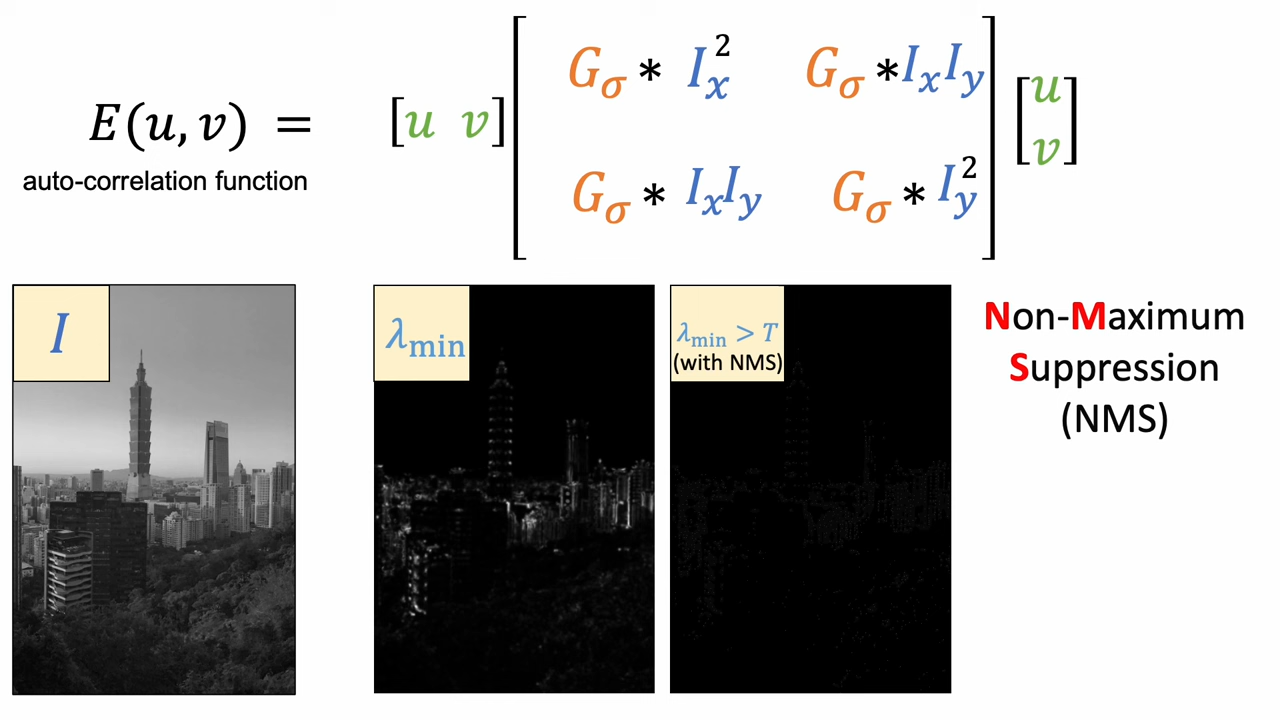 E(u, v) = [u v] [G_σ * I_x^2 G_σ * I_x I_y
G_σ * I_x I_y G_σ * I_y^2] [u
v]
auto-correlation function
I
λ_min
λ_min > T
(with NMS)
Non-Maximum
Suppression
(NMS)